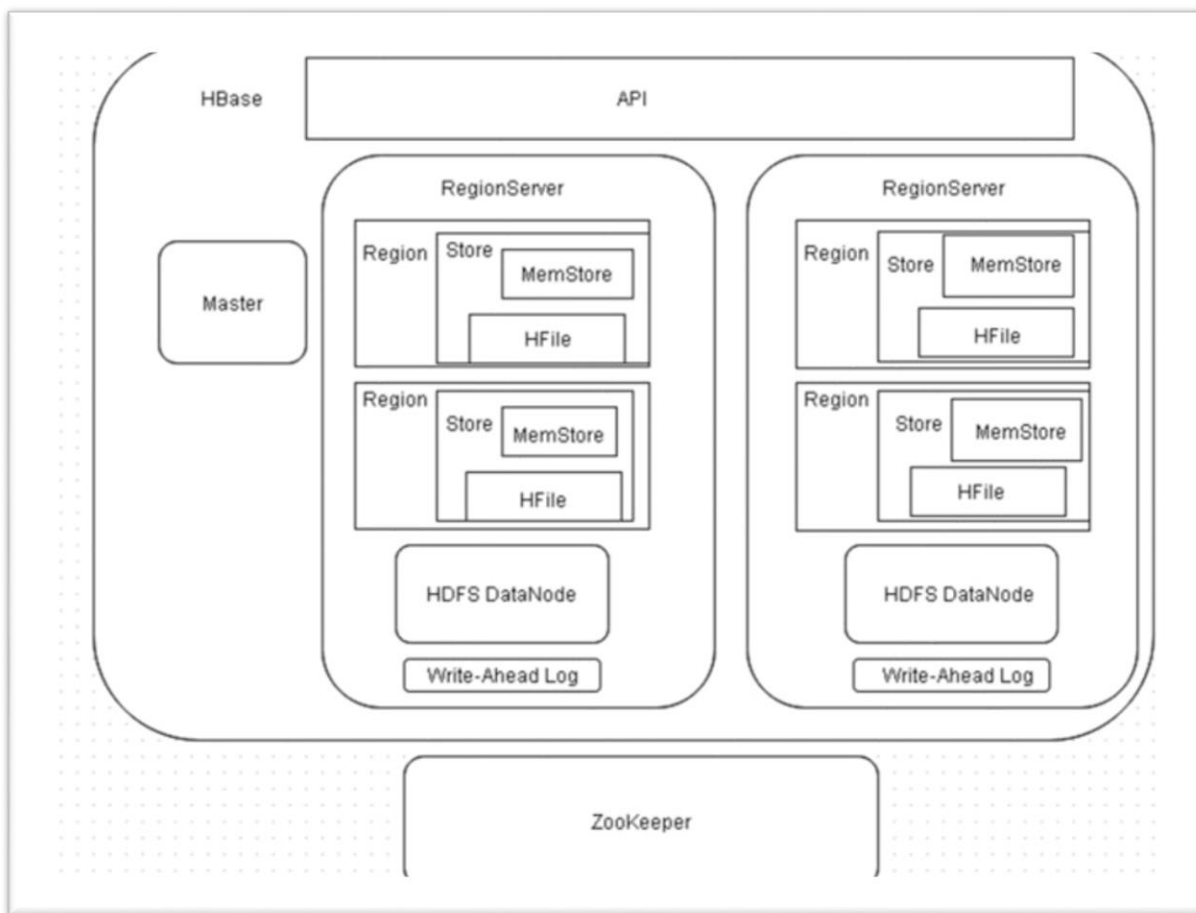 HBase
API
RegionServer
Region
Store
MemStore
HFile
Region
Store
MemStore
HFile
HDFS DataNode
Write-Ahead Log
RegionServer
Region
Store
MemStore
HFile
Region
Store
MemStore
HFile
HDFS DataNode
Write-Ahead Log
Master
ZooKeeper